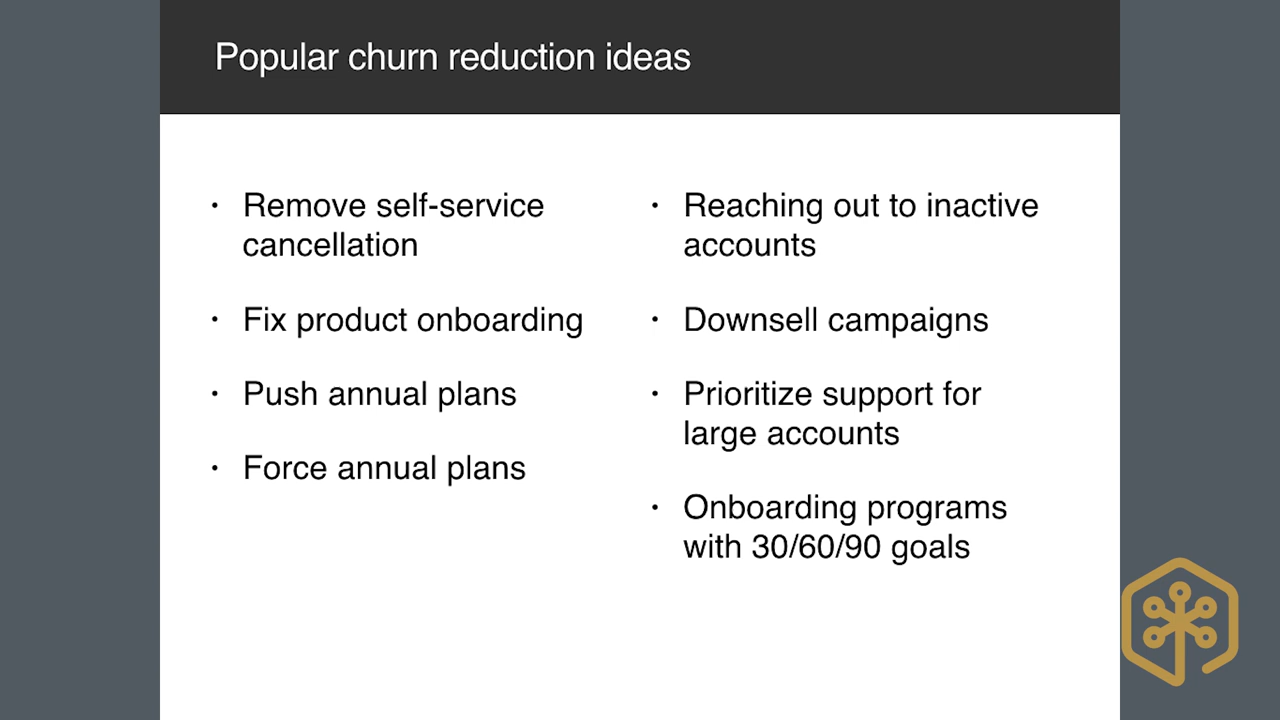 Popular churn reduction ideas
• Remove self-service
cancellation
• Fix product onboarding
• Push annual plans
• Force annual plans
• Reaching out to inactive
accounts
• Downsell campaigns
• Prioritize support for
large accounts
• Onboarding programs
with 30/60/90 goals